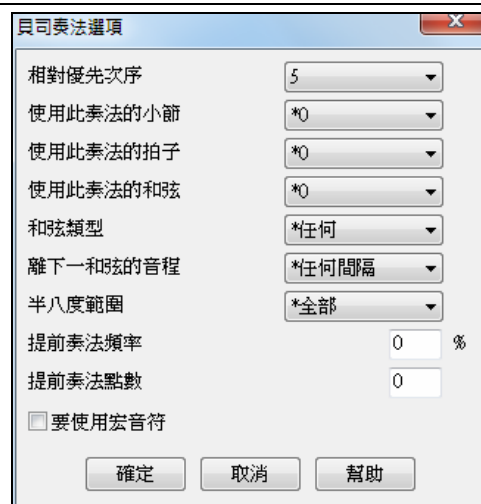 貝司奏法選項
相對優先次序 5
使用此奏法的小節 *0
使用此奏法的拍子 *0
使用此奏法的和弦 *0
和弦類型 *任何
離下一和弦的音程 *任何間隔
半八度範圍 *全部
提前奏法頻率 0 %
提前奏法點數 0
要使用宏音符
確定 取消 幫助